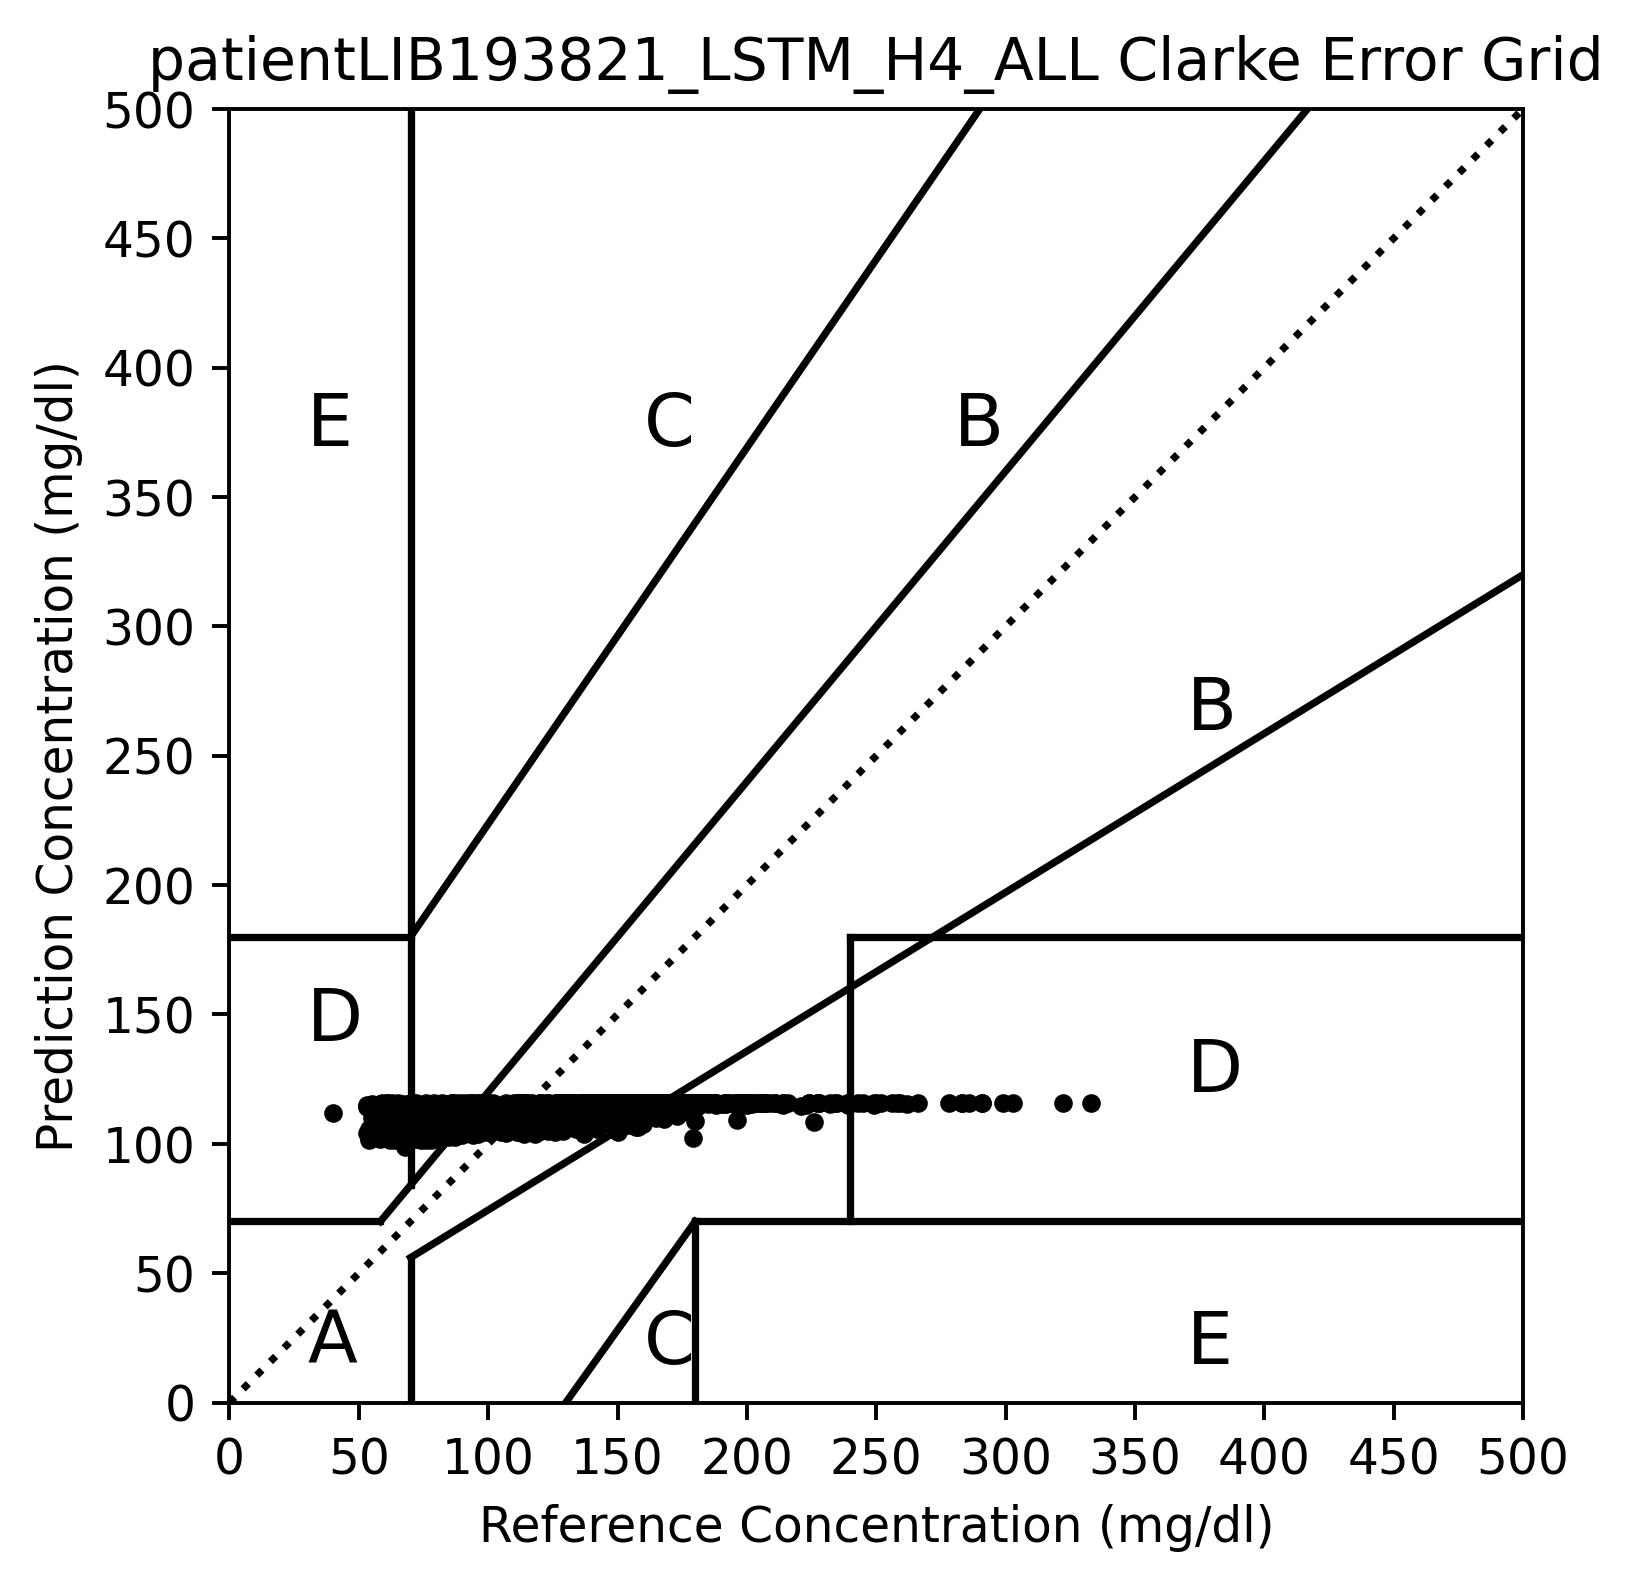 patientLIB193821_LSTM_H4_ALL Clarke Error Grid
Prediction Concentration (mg/dl)
500
450
400
350
300
250
200
150
100
50
0
E
C
B
B
D
D
A
C
E
0 50 100 150 200 250 300 350 400 450 500
Reference Concentration (mg/dl)